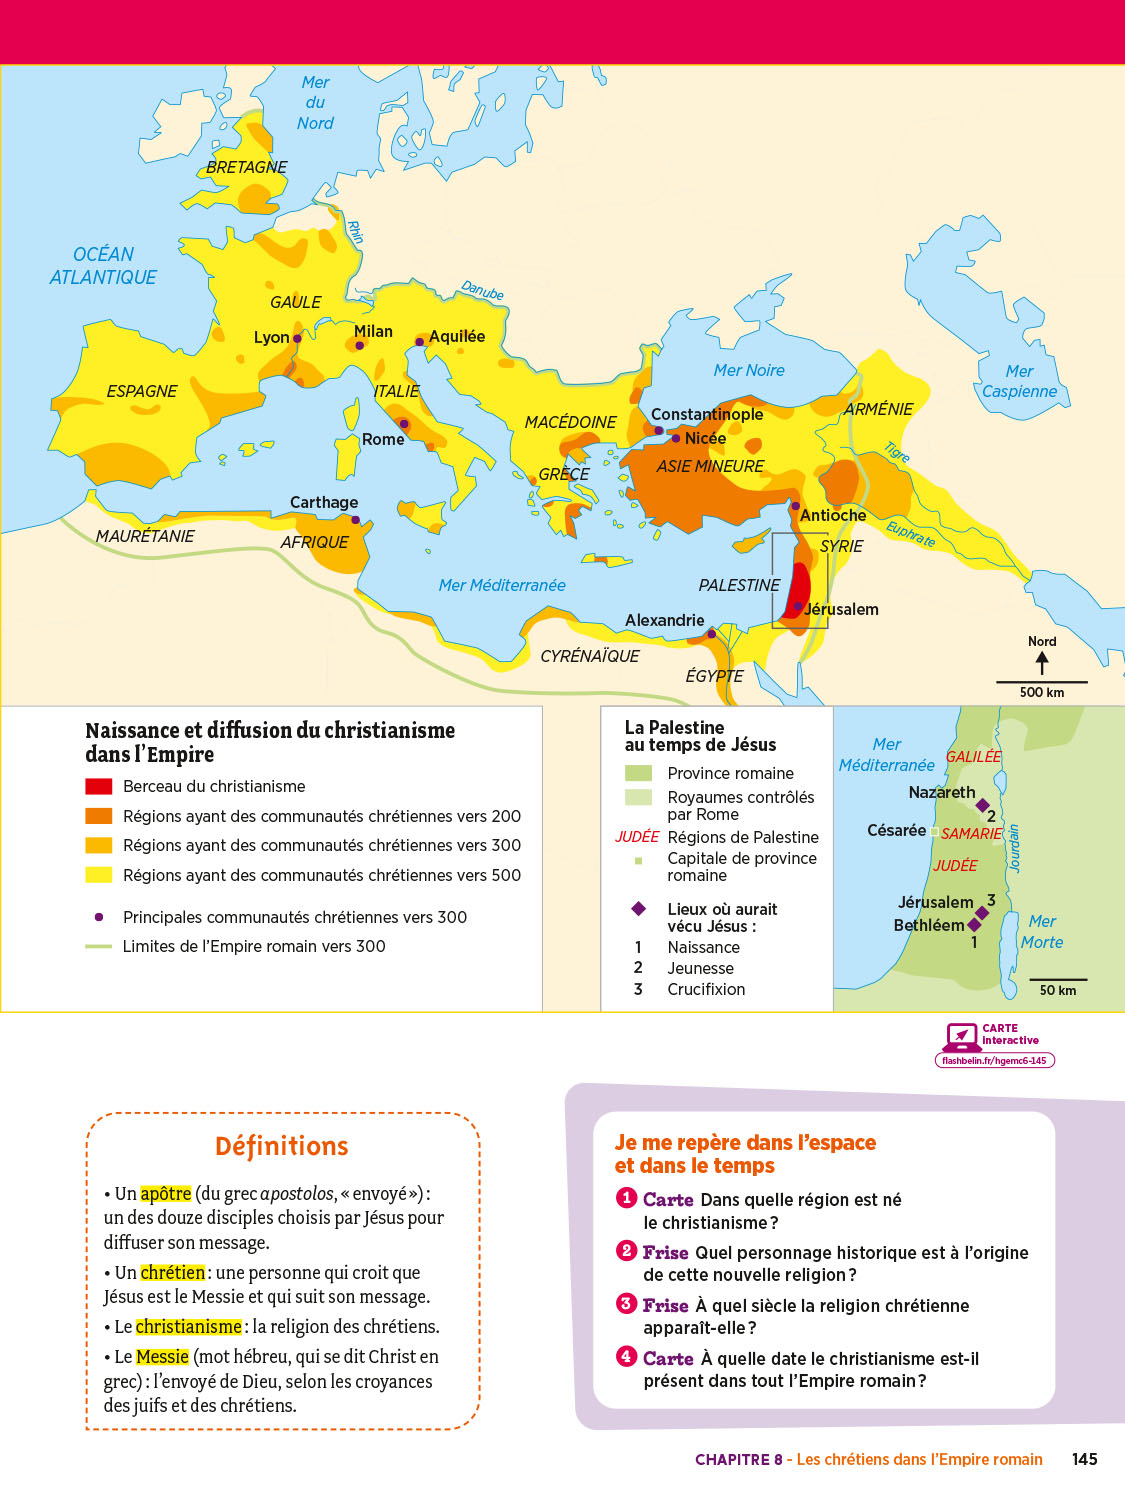 Mer
du
Nord
BRETAGNE
Rhin
OCÉAN
ATLANTIQUE
Danube
GAULE
Lyon
Milan
Aquilée
Mer Noire
Mer
Caspienne
ESPAGNE
ITALIE
MACÉDOINE
Constantinople
ARMÉNIE
Rome
Nicée
Tigre
GRÈCE
ASIE MINEURE
Carthage
Antioche
MAURÉTANIE
AFRIQUE
Euphrate
SYRIE
Mer Méditerranée
PALESTINE
Jérusalem
Alexandrie
CYRÉNAÏQUE
ÉGYPTE
Nord
500 km
Naissance et diffusion du christianisme
dans l'Empire
Berceau du christianisme
Régions ayant des communautés chrétiennes vers 200
Régions ayant des communautés chrétiennes vers 300
Régions ayant des communautés chrétiennes vers 500
Principales communautés chrétiennes vers 300
Limites de l'Empire romain vers 300
La Palestine
au temps de Jésus
Province romaine
Royaumes contrôlés
par Rome
JUDÉE Régions de Palestine
Capitale de province
romaine
Lieux où aurait
vécu Jésus :
1 Naissance
2 Jeunesse
3 Crucifixion
Mer
Méditerranée
GALILÉE
Nazareth
2
Césarée
SAMARIE
Jourdain
JUDÉE
Jérusalem
3
Bethléem
1
Mer
Morte
50 km
CARTE
interactive
flashbelin.fr/hgemc6-145
Définitions
• Un apôtre (du grec apostolos, « envoyé ») :
un des douze disciples choisis par Jésus pour
diffuser son message.
• Un chrétien : une personne qui croit que
Jésus est le Messie et qui suit son message.
• Le christianisme : la religion des chrétiens.
• Le Messie (mot hébreu, qui se dit Christ en
grec) : l'envoyé de Dieu, selon les croyances
des juifs et des chrétiens.
Je me repère dans l'espace
et dans le temps
1 Carte Dans quelle région est né
le christianisme ?
2 Frise Quel personnage historique est à l'origine
de cette nouvelle religion ?
3 Frise À quel siècle la religion chrétienne
apparaît-elle ?
4 Carte À quelle date le christianisme est-il
présent dans tout l'Empire romain ?
CHAPITRE 8 - Les chrétiens dans l'Empire romain 145